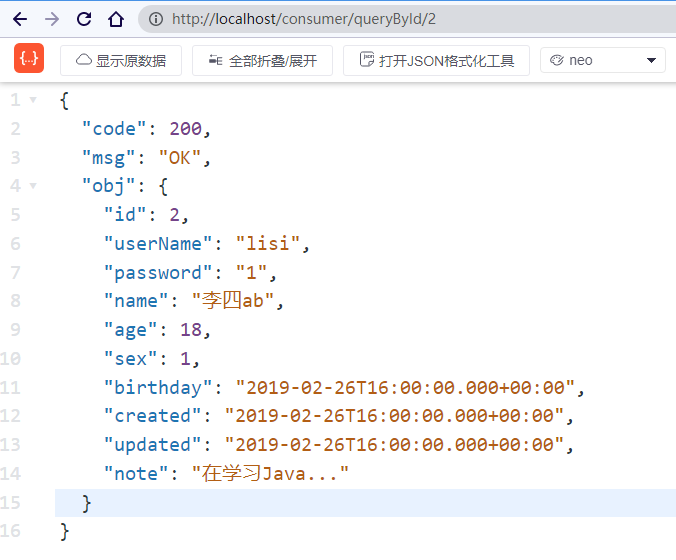 http://localhost/consumer/queryById/2
{..} 显示原数据 全部折叠/展开 打开JSON格式化工具 neo
1 {
2 "code": 200,
3 "msg": "OK",
4 "obj": {
5 "id": 2,
6 "userName": "lisi",
7 "password": "1",
8 "name": "李四ab",
9 "age": 18,
10 "sex": 1,
11 "birthday": "2019-02-26T16:00:00.000+00:00",
12 "created": "2019-02-26T16:00:00.000+00:00",
13 "updated": "2019-02-26T16:00:00.000+00:00",
14 "note": "在学习Java..."
15 }
16 }